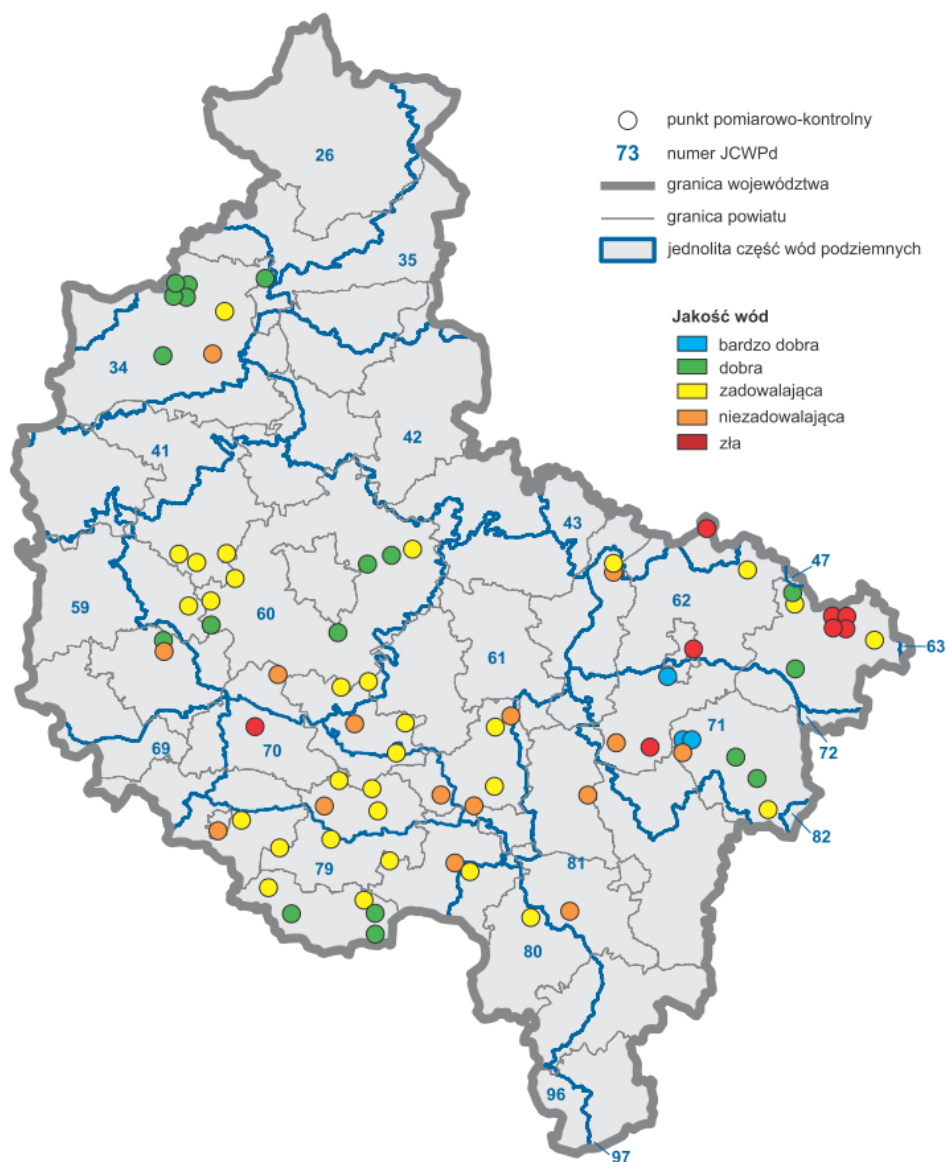 punkt pomiarowo-kontrolny
73 numer JCWPd
granica województwa
granica powiatu
jednolita część wód podziemnych
Jakość wód
bardzo dobra
dobra
zadowalająca
niezadowalająca
zła
26
35
34
42
41
43
47
59
62
60
63
61
71
69
70
72
82
79
81
80
96
97